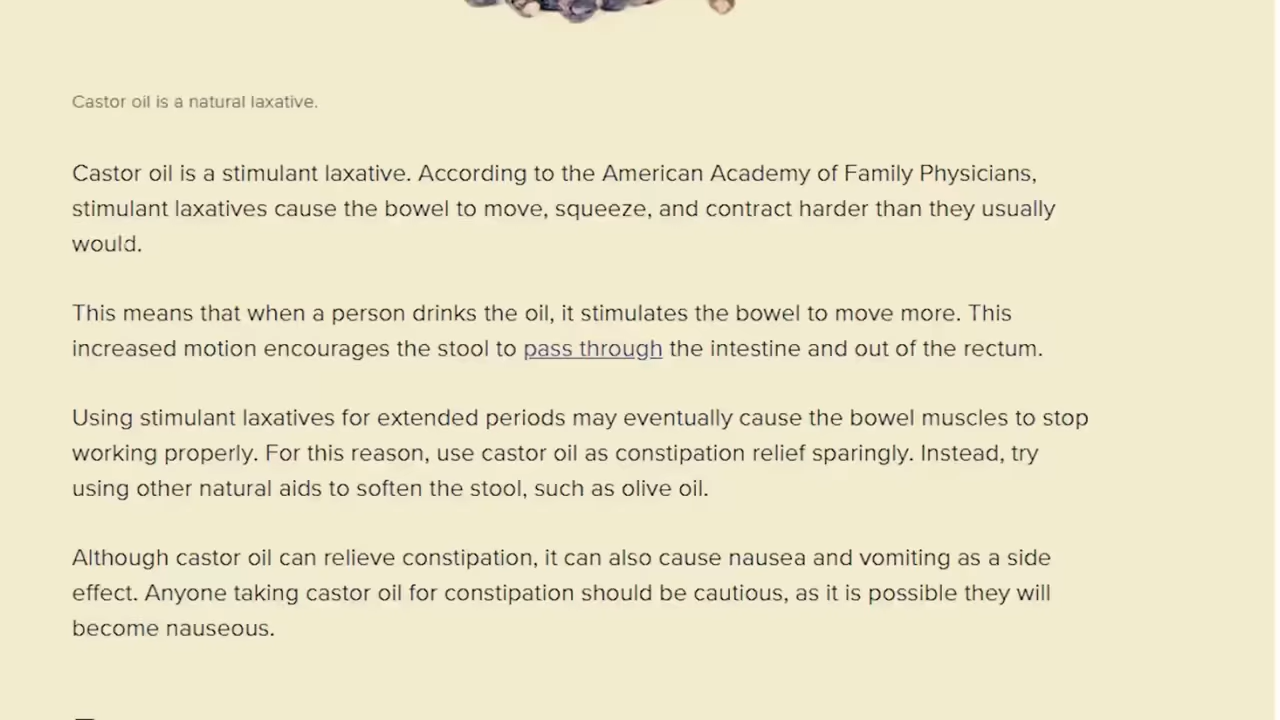 Castor oil is a natural laxative.
Castor oil is a stimulant laxative. According to the American Academy of Family Physicians,
stimulant laxatives cause the bowel to move, squeeze, and contract harder than they usually
would.
This means that when a person drinks the oil, it stimulates the bowel to move more. This
increased motion encourages the stool to pass through the intestine and out of the rectum.
Using stimulant laxatives for extended periods may eventually cause the bowel muscles to stop
working properly. For this reason, use castor oil as constipation relief sparingly. Instead, try
using other natural aids to soften the stool, such as olive oil.
Although castor oil can relieve constipation, it can also cause nausea and vomiting as a side
effect. Anyone taking castor oil for constipation should be cautious, as it is possible they will
become nauseous.